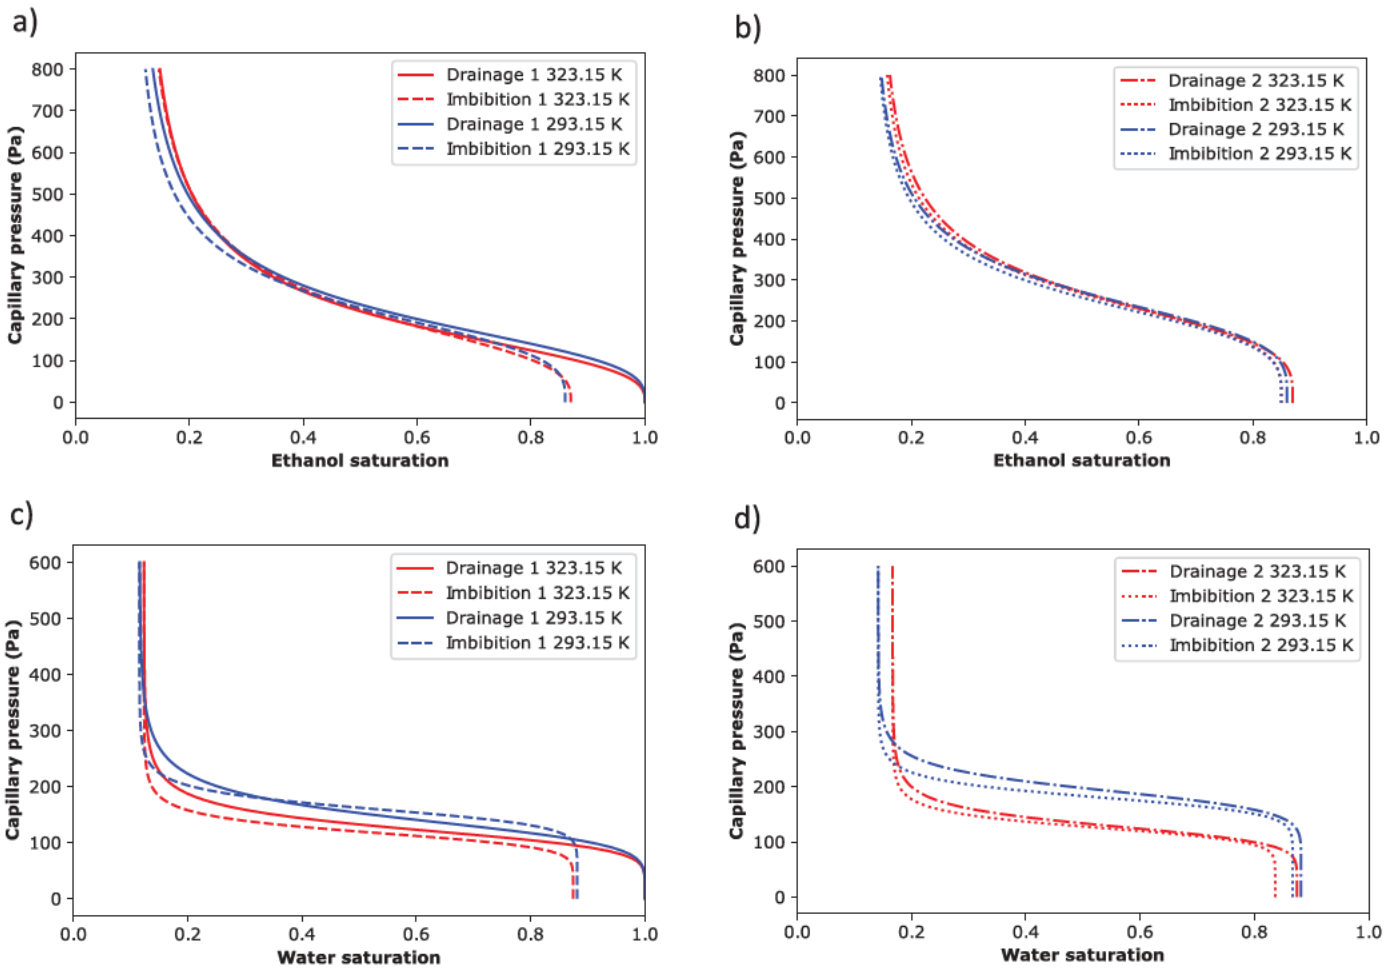 a)
800
700
600
500
400
300
200
100
0
Capillary pressure (Pa)
Drainage 1 323.15 K
Imbibition 1 323.15 K
Drainage 1 293.15 K
Imbibition 1 293.15 K
0.0 0.2 0.4 0.6 0.8 1.0
Ethanol saturation
b)
800
700
600
500
400
300
200
100
0
Capillary pressure (Pa)
Drainage 2 323.15 K
Imbibition 2 323.15 K
Drainage 2 293.15 K
Imbibition 2 293.15 K
0.0 0.2 0.4 0.6 0.8 1.0
Ethanol saturation
c)
600
500
400
300
200
100
0
Capillary pressure (Pa)
Drainage 1 323.15 K
Imbibition 1 323.15 K
Drainage 1 293.15 K
Imbibition 1 293.15 K
0.0 0.2 0.4 0.6 0.8 1.0
Water saturation
d)
600
500
400
300
200
100
0
Capillary pressure (Pa)
Drainage 2 323.15 K
Imbibition 2 323.15 K
Drainage 2 293.15 K
Imbibition 2 293.15 K
0.0 0.2 0.4 0.6 0.8 1.0
Water saturation